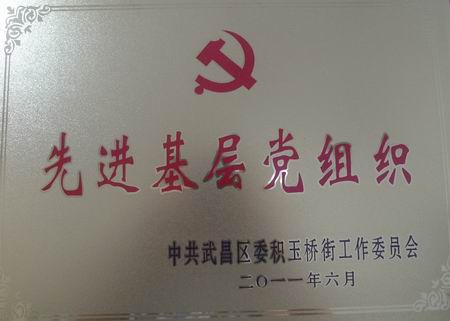 先进基层党组织
中共武昌区委积玉桥街工作委员会
二〇一一年六月